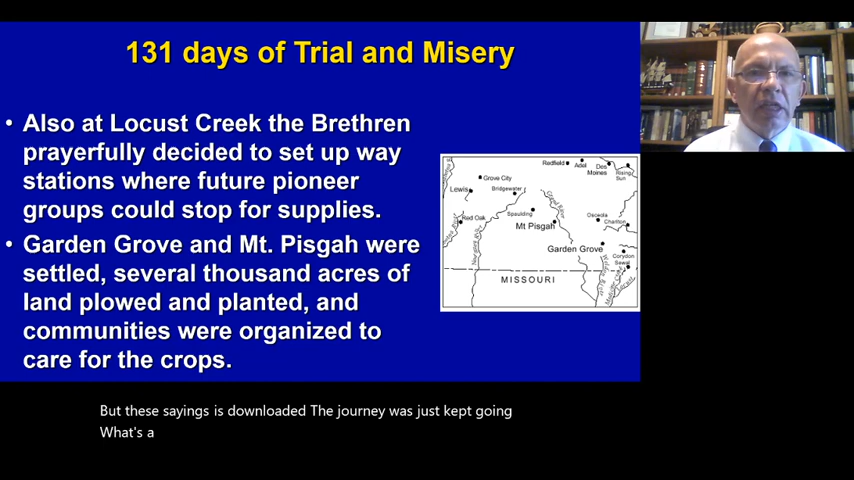 131 days of Trial and Misery
• Also at Locust Creek the Brethren
prayerfully decided to set up way
stations where future pioneer
groups could stop for supplies.
• Garden Grove and Mt. Pisgah were
settled, several thousand acres of
land plowed and planted, and
communities were organized to
care for the crops.
Redfield
Adel
Des
Moines
Rising
Sun
Grove City
Lewis
Bridgewater
Red Oak
Spaulding
Mt Pisgah
Osceola
Chariton
Garden Grove
Corydon
Sewal
MISSOURI
But these sayings is downloaded The journey was just kept going
What's a